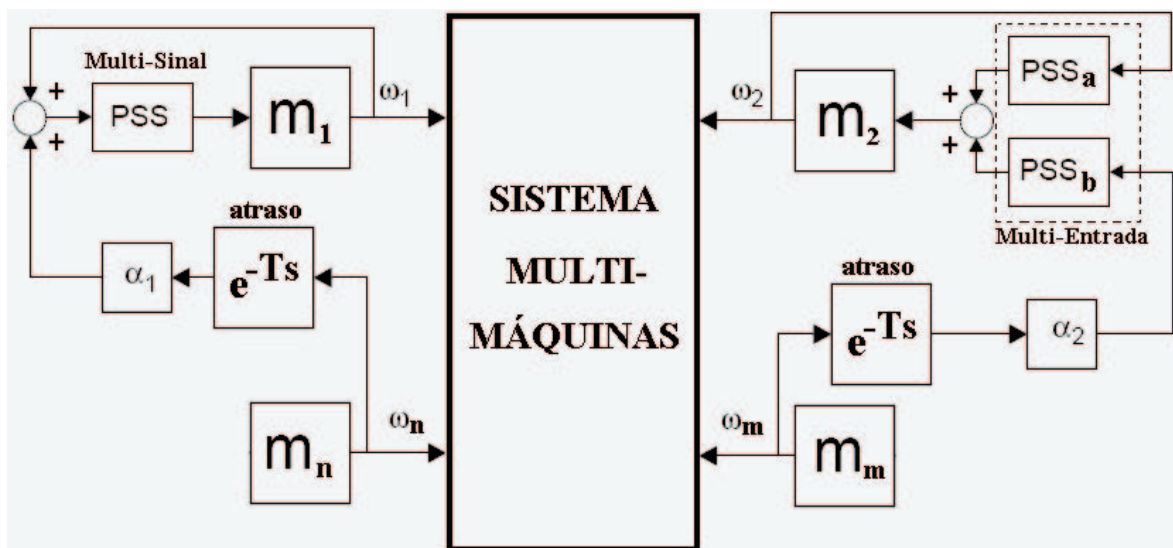 Multi-Sinal
+
PSS
+
m1
ω1
atraso
α1
e-Ts
mn
ωn
SISTEMA
MULTI-
MÁQUINAS
ω2
m2
+
+
PSSa
PSSb
Multi-Entrada
atraso
e-Ts
α2
ωm
mm